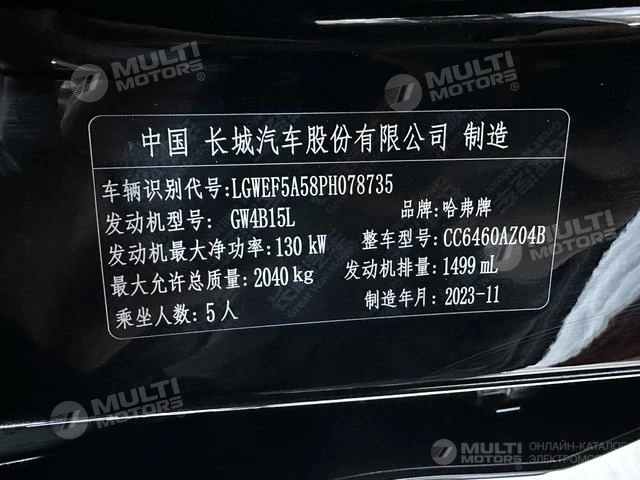 MULTI
MOTORS
MULTI
MOTORS
中国 长城汽车股份有限公司 制造
车辆识别代号:LGWEF5A58PH078735
发动机型号: GW4B15L 品牌:哈弗牌
发动机最大净功率:130 kW 整车型号:CC6460AZ04B
最大允许总质量:2040 kg 发动机排量:1499 mL
乘坐人数:5人 制造年月:2023-11
MULTI
MOTORS
MULTI
MOTORS
ОНЛАЙН-КАТАЛОГ